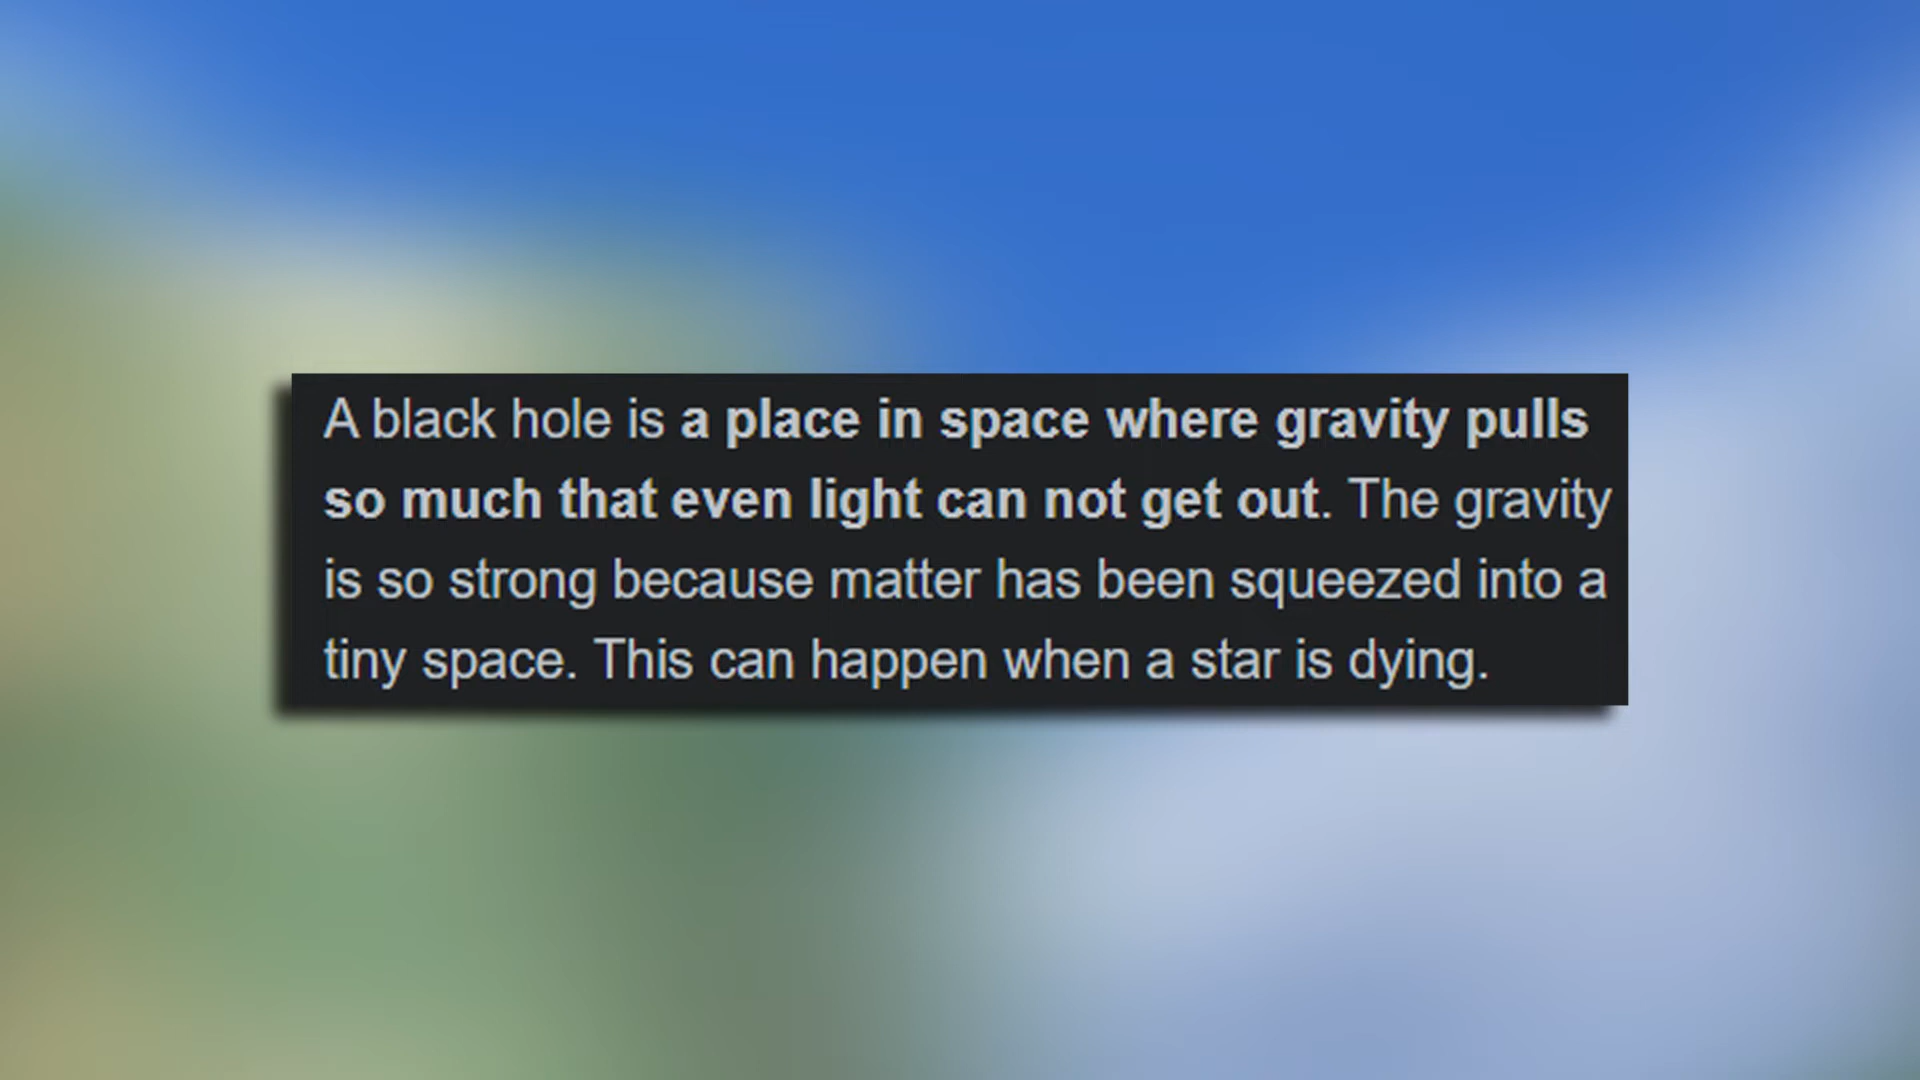 A black hole is a place in space where gravity pulls
so much that even light can not get out. The gravity
is so strong because matter has been squeezed into a
tiny space. This can happen when a star is dying.